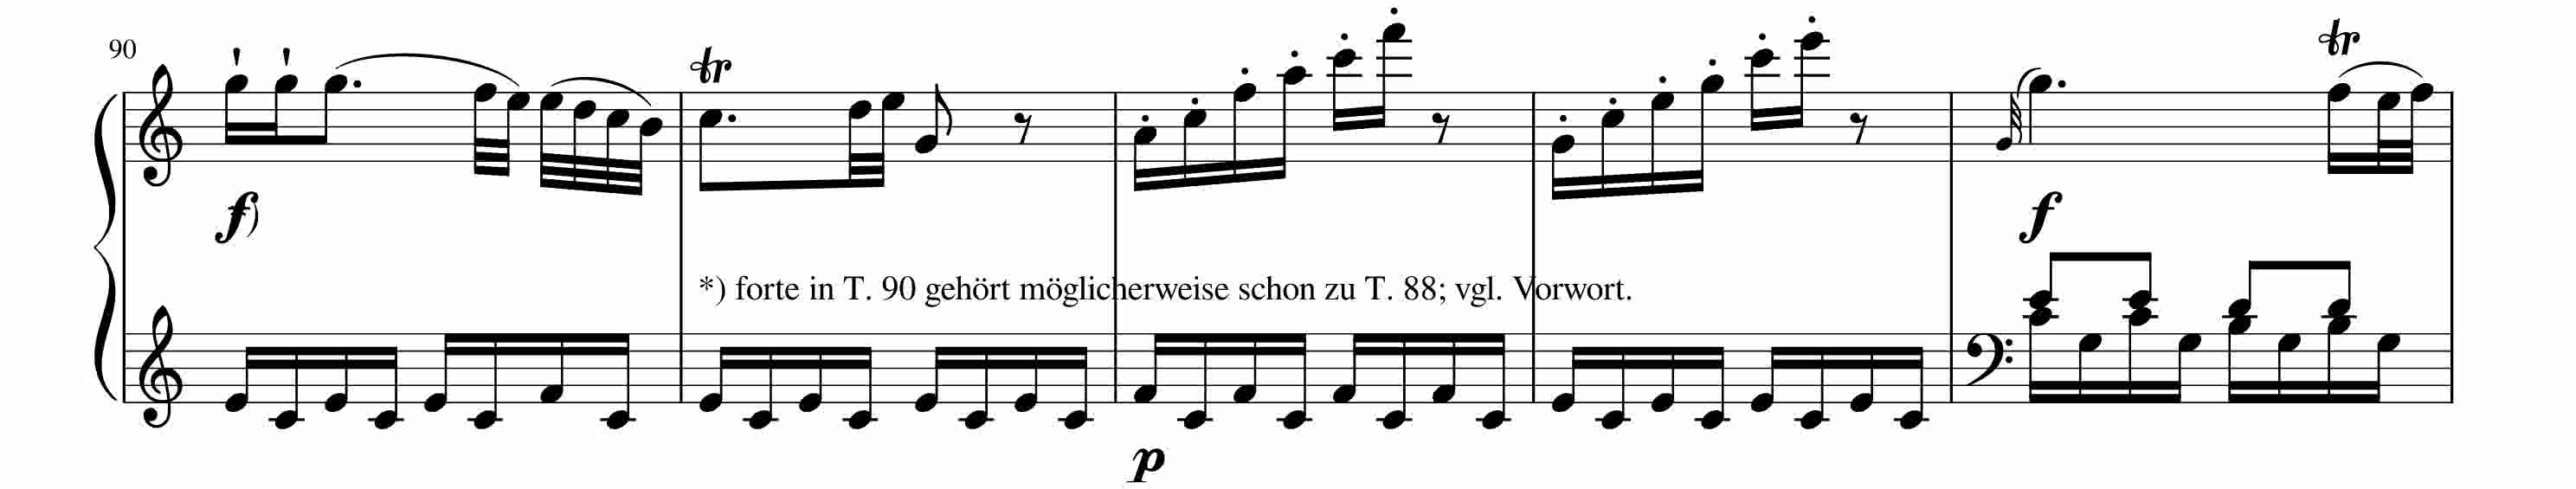 90
tr
tr
f)
f
*) forte in T. 90 gehört möglicherweise schon zu T. 88; vgl. Vorwort.
p